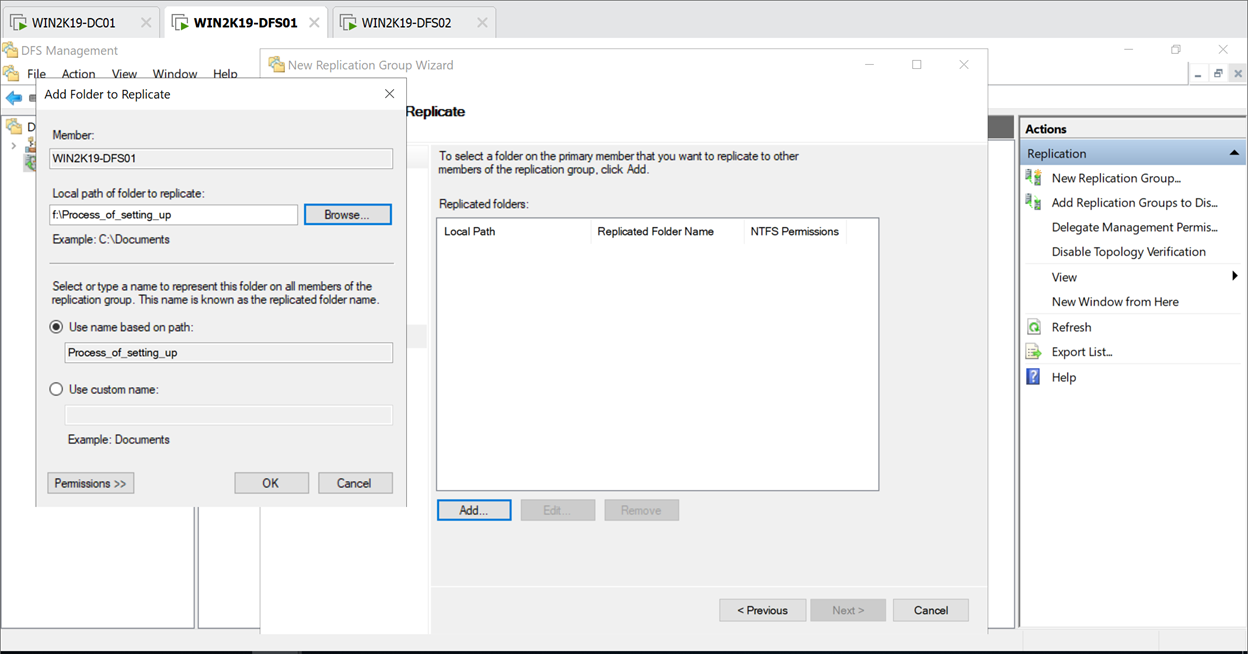 WIN2K19-DC01
WIN2K19-DFS01
WIN2K19-DFS02
DFS Management
File Action View Window Help
New Replication Group Wizard
Add Folder to Replicate
Replicate
D
Member:
WIN2K19-DFS01
Local path of folder to replicate:
f:\Process_of_setting_up
Browse...
Example: C:\Documents
Select or type a name to represent this folder on all members of the
replication group. This name is known as the replicated folder name.
Use name based on path:
Process_of_setting_up
Use custom name:
Example: Documents
Permissions >>
OK
Cancel
To select a folder on the primary member that you want to replicate to other
members of the replication group, click Add.
Replicated folders:
Local Path
Replicated Folder Name
NTFS Permissions
Add...
Edit...
Remove
< Previous
Next >
Cancel
Actions
Replication
New Replication Group...
Add Replication Groups to Dis...
Delegate Management Permis...
Disable Topology Verification
View
New Window from Here
Refresh
Export List...
Help